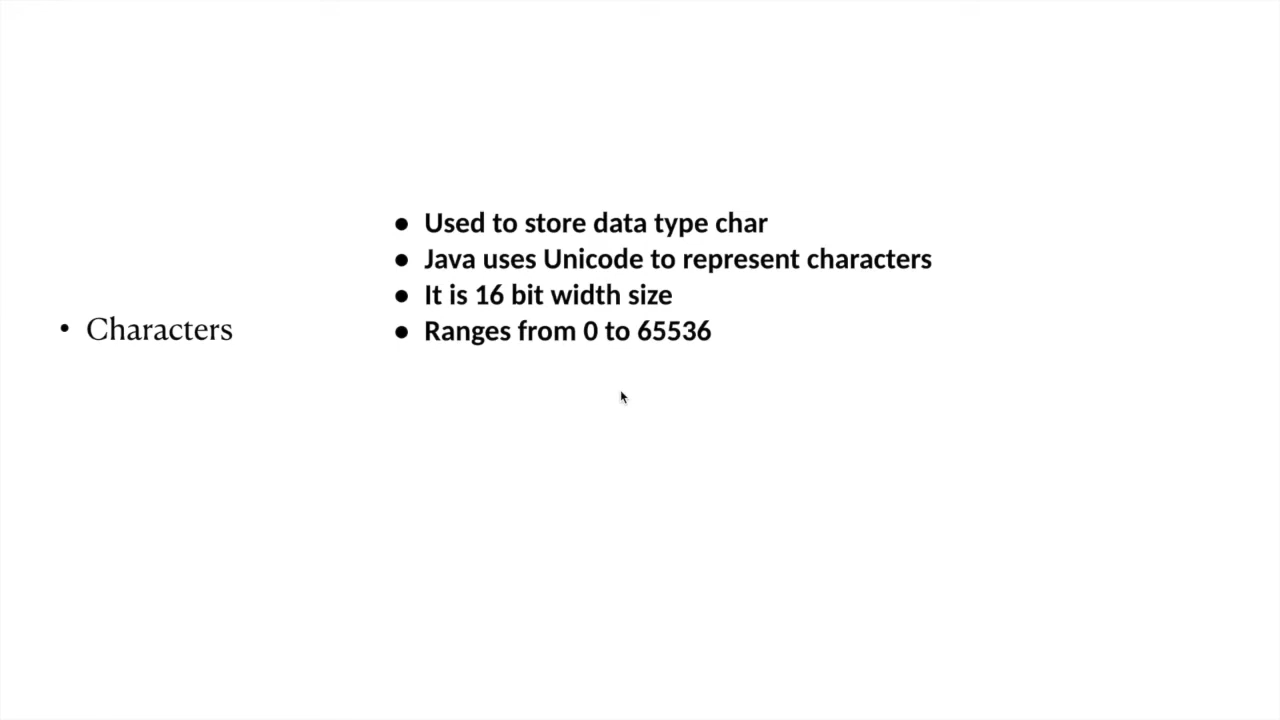 • Characters
● Used to store data type char
● Java uses Unicode to represent characters
● It is 16 bit width size
● Ranges from 0 to 65536